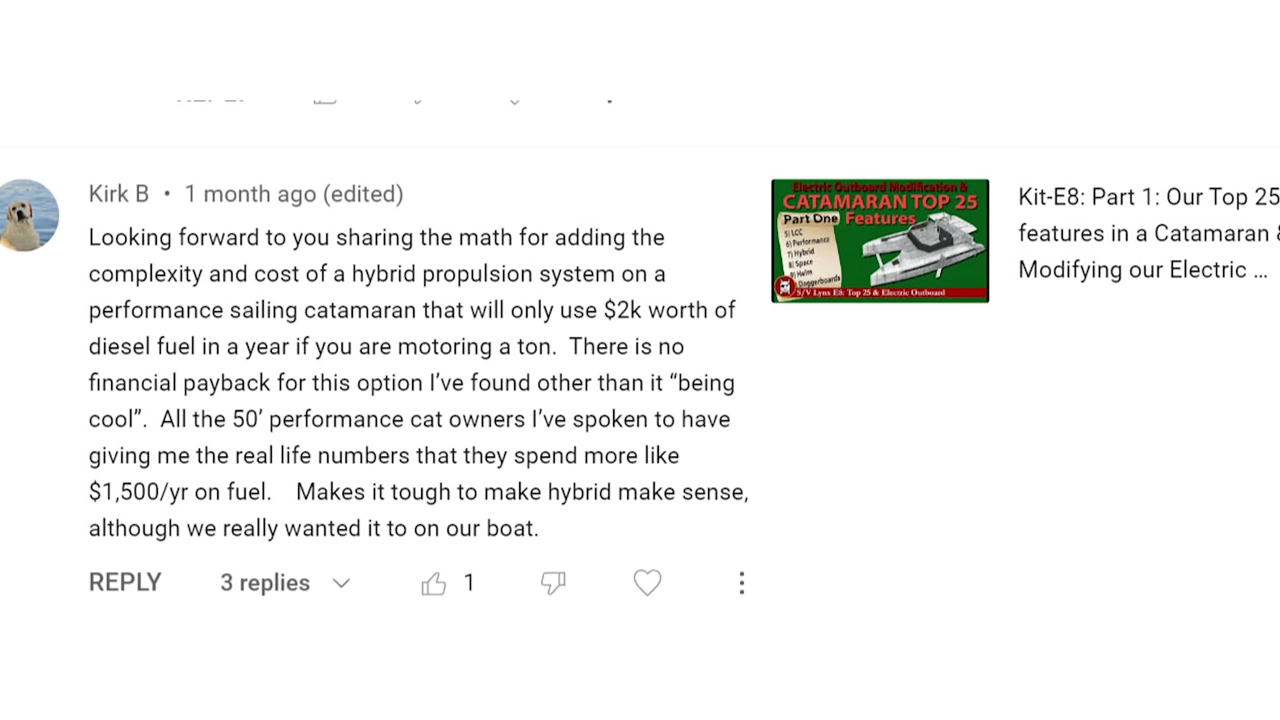 Kirk B • 1 month ago (edited)
Looking forward to you sharing the math for adding the
complexity and cost of a hybrid propulsion system on a
performance sailing catamaran that will only use $2k worth of
diesel fuel in a year if you are motoring a ton.  There is no
financial payback for this option I've found other than it “being
cool”.  All the 50' performance cat owners I've spoken to have
giving me the real life numbers that they spend more like
$1,500/yr on fuel.    Makes it tough to make hybrid make sense,
although we really wanted it to on our boat.
REPLY 3 replies 1
Electric Outboard Modification &
CATAMARAN TOP 25
Part One Features
5) LCC
6) Performance
7) Hybrid
8) Space
9) Helm
Daggerboards
S/V Lynx E8: Top 25 & Electric Outboard
Kit-E8: Part 1: Our Top 25
features in a Catamaran &
Modifying our Electric ...